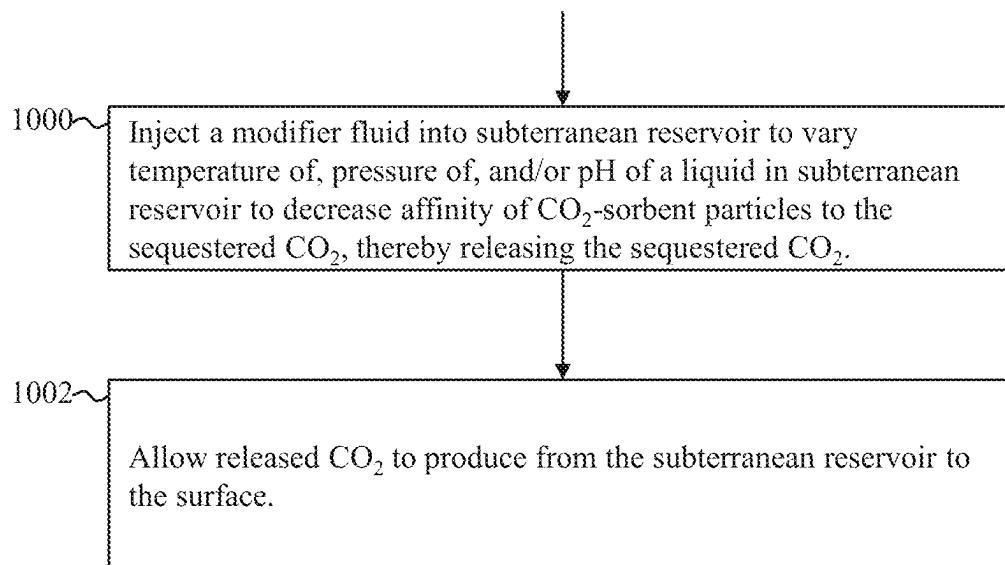 1000
Inject a modifier fluid into subterranean reservoir to vary
temperature of, pressure of, and/or pH of a liquid in subterranean
reservoir to decrease affinity of CO₂-sorbent particles to the
sequestered CO₂, thereby releasing the sequestered CO₂.
1002
Allow released CO₂ to produce from the subterranean reservoir to
the surface.